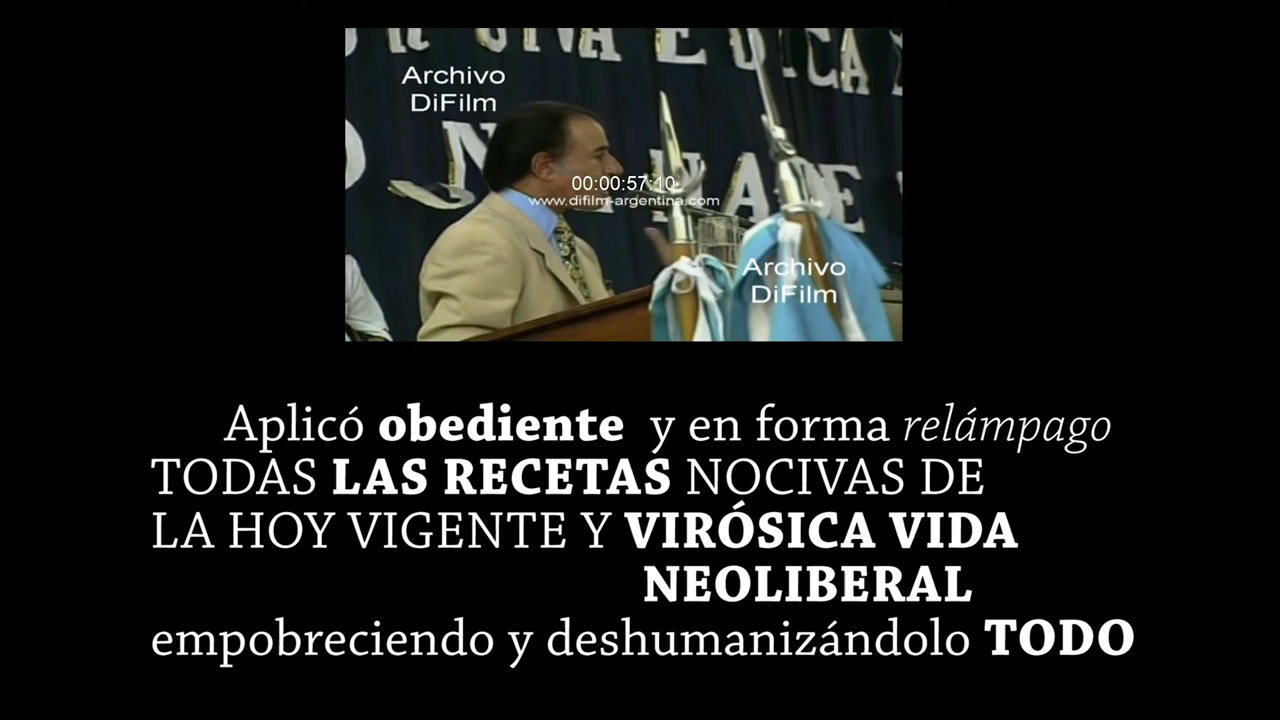 Archivo
DiFilm
00:00:57:10
www.difilm-argentina.com
Archivo
DiFilm
Aplicó obediente y en forma relámpago
TODAS LAS RECETAS NOCIVAS DE
LA HOY VIGENTE Y VIRÓSICA VIDA
NEOLIBERAL
empobreciendo y deshumanizándolo TODO